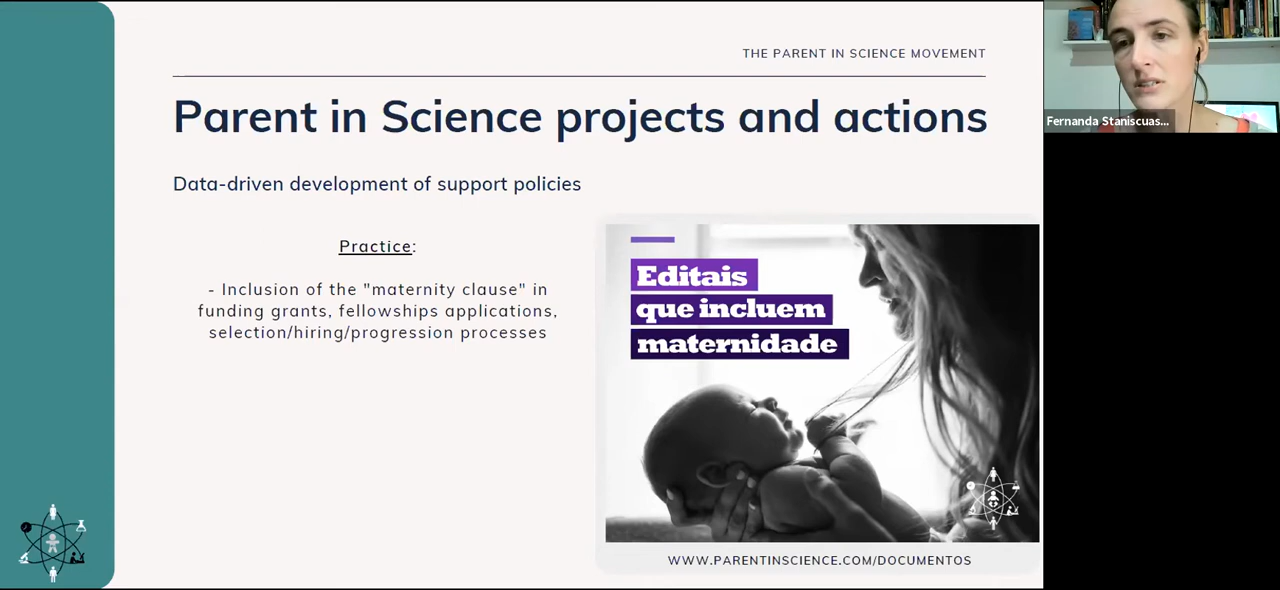 THE PARENT IN SCIENCE MOVEMENT
Parent in Science projects and actions
Data-driven development of support policies
Practice:
- Inclusion of the "maternity clause" in
funding grants, fellowships applications,
selection/hiring/progression processes
Editais
que incluem
maternidade
WWW.PARENTINSCIENCE.COM/DOCUMENTOS
Fernanda Staniscuas...